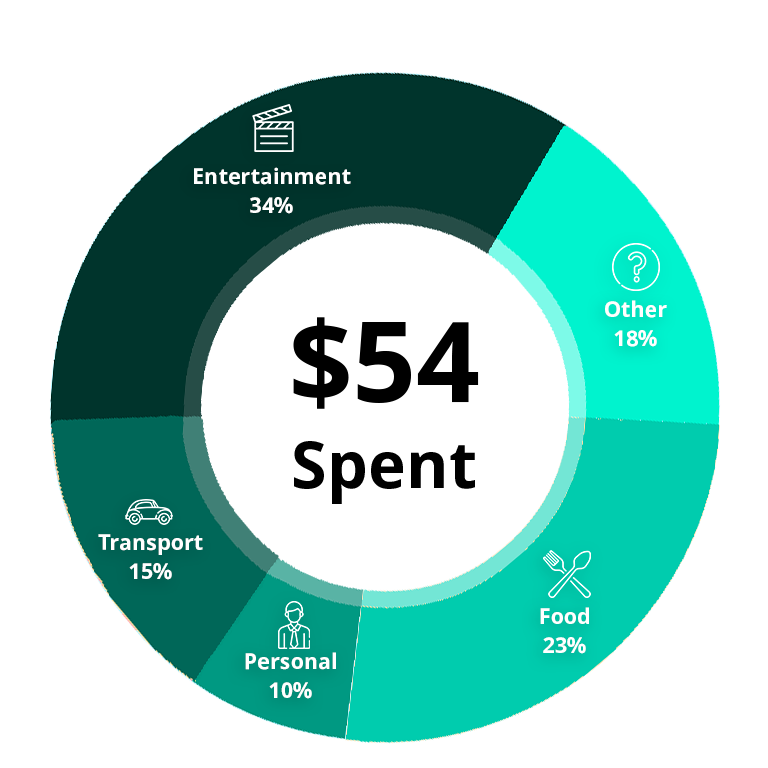 Entertainment
34%
Other
18%
$54
Spent
Transport
15%
Food
23%
Personal
10%